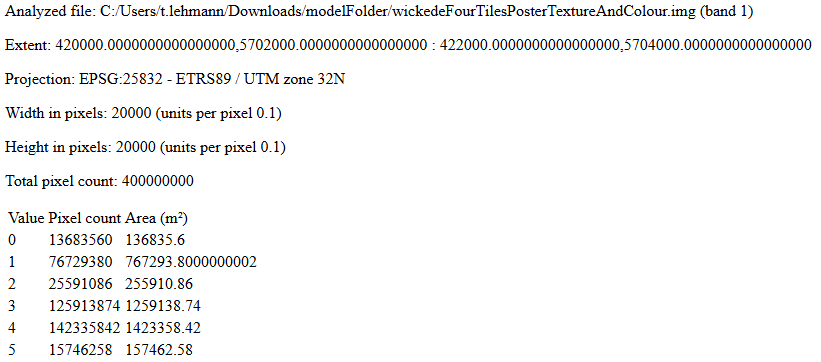 Analyzed file: C:/Users/t.lehmann/Downloads/modelFolder/wickedeFourTilesPosterTextureAndColour.img (band 1)
Extent: 420000.0000000000000000,5702000.0000000000000000 : 422000.0000000000000000,5704000.0000000000000000
Projection: EPSG:25832 - ETRS89 / UTM zone 32N
Width in pixels: 20000 (units per pixel 0.1)
Height in pixels: 20000 (units per pixel 0.1)
Total pixel count: 400000000
Value Pixel count Area (m²)
0 13683560 136835.6
1 76729380 767293.8000000002
2 25591086 255910.86
3 125913874 1259138.74
4 142335842 1423358.42
5 15746258 157462.58